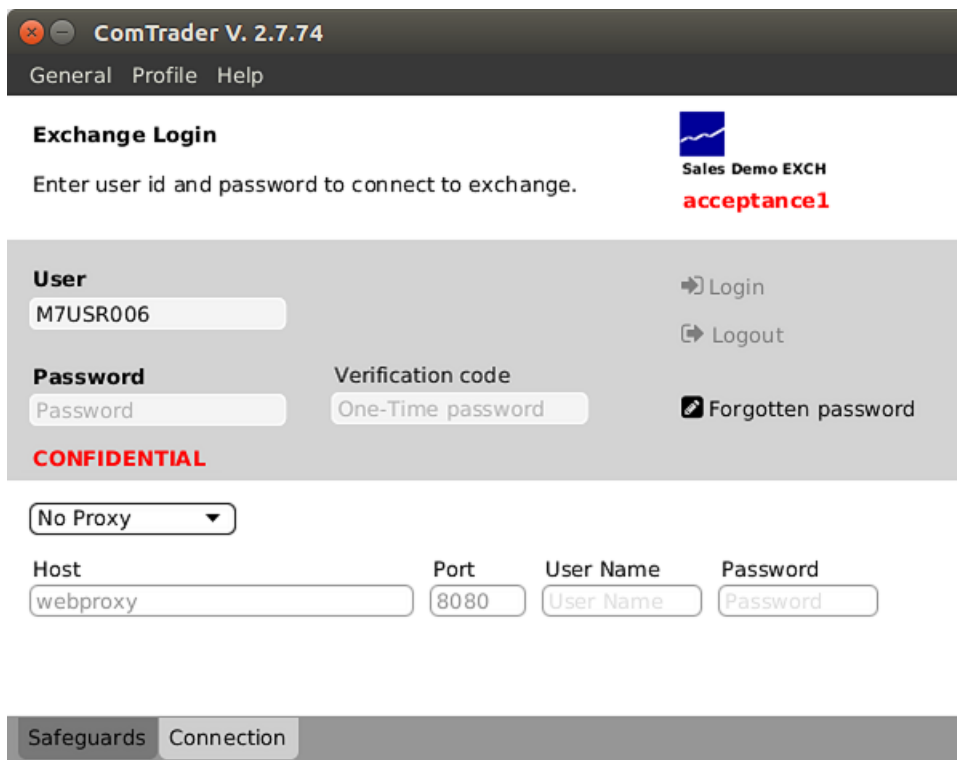 ComTrader V. 2.7.74
General Profile Help
Exchange Login
Enter user id and password to connect to exchange.
Sales Demo EXCH
acceptance1
User
M7USR006
Login
Logout
Password
Verification code
Password
One-Time password
Forgotten password
CONFIDENTIAL
No Proxy
Host Port User Name Password
webproxy 8080 User Name Password
Safeguards Connection